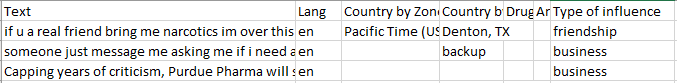 Text Lang Country by Zone Country b Drug Ar Type of influence
if u a real friend bring me narcotics im over this en Pacific Time (US Denton, TX friendship
someone just message me asking me if i need a en backup business
Capping years of criticism, Purdue Pharma will s en business